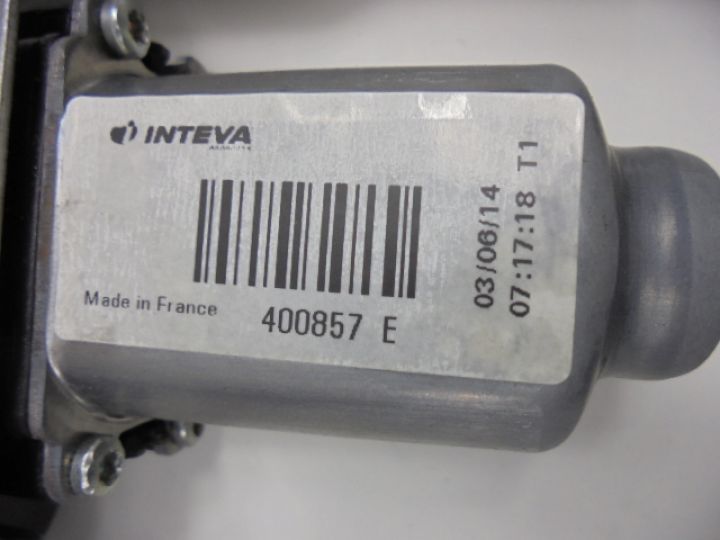 INTEVA
Made in France
400857 E
03/06/14
07:17:18 T1